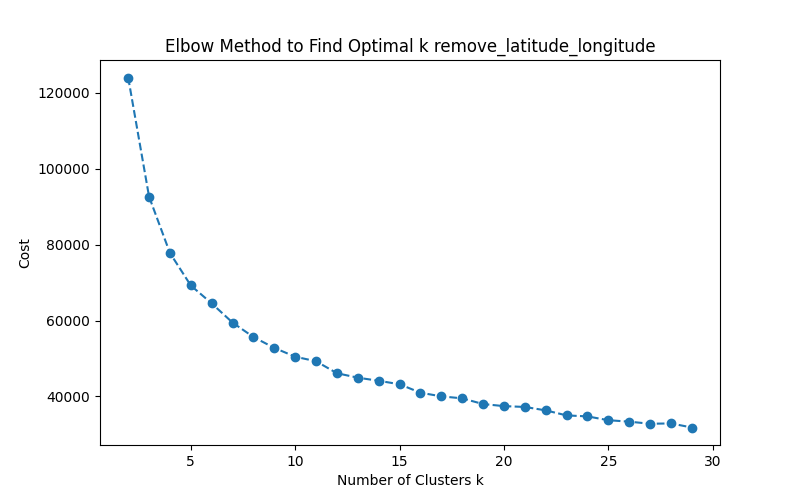 Elbow Method to Find Optimal k remove_latitude_longitude
120000
100000
80000
60000
40000
Cost
5 10 15 20 25 30
Number of Clusters k